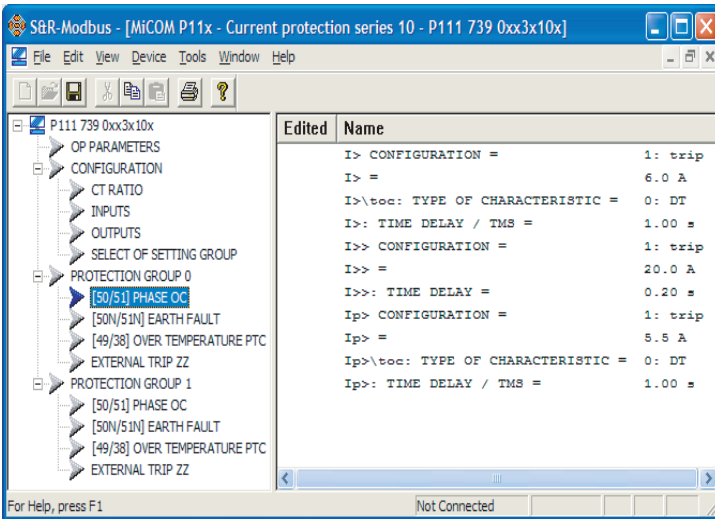 S&R-Modbus - [MiCOM P11x - Current protection series 10 - P111 739 0xx3x10x]
File Edit View Device Tools Window Help
P111 739 0xx3x10x
OP PARAMETERS
CONFIGURATION
CT RATIO
INPUTS
OUTPUTS
SELECT OF SETTING GROUP
PROTECTION GROUP 0
[50/51] PHASE OC
[50N/51N] EARTH FAULT
[49/38] OVER TEMPERATURE PTC
EXTERNAL TRIP ZZ
PROTECTION GROUP 1
[50/51] PHASE OC
[50N/51N] EARTH FAULT
[49/38] OVER TEMPERATURE PTC
EXTERNAL TRIP ZZ
Edited Name
I> CONFIGURATION = 1: trip
I> = 6.0 A
I>\toc: TYPE OF CHARACTERISTIC = 0: DT
I>: TIME DELAY / TMS = 1.00 s
I>> CONFIGURATION = 1: trip
I>> = 20.0 A
I>>: TIME DELAY = 0.20 s
Ip> CONFIGURATION = 1: trip
Ip> = 5.5 A
Ip>\toc: TYPE OF CHARACTERISTIC = 0: DT
Ip>: TIME DELAY / TMS = 1.00 s
For Help, press F1
Not Connected